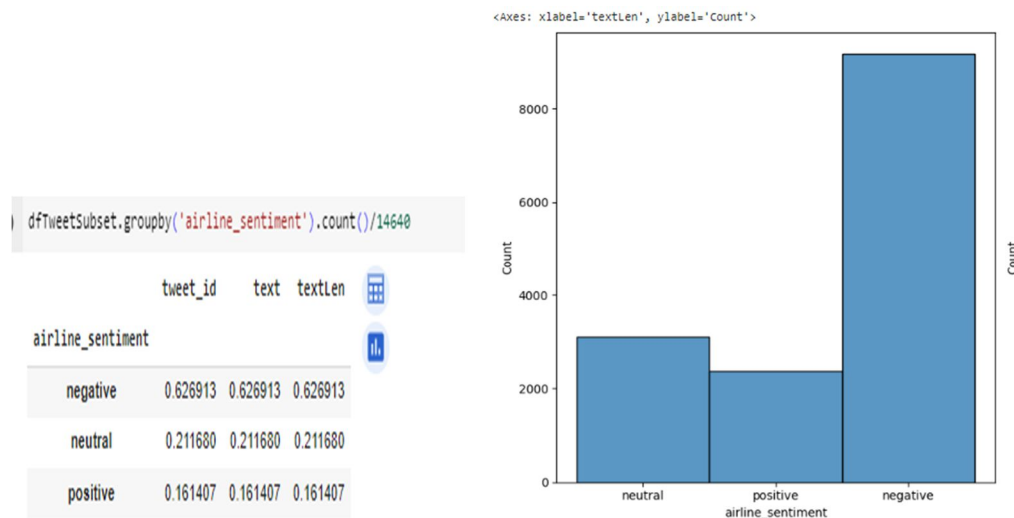 dfTweetSubset.groupby('airline_sentiment').count()/14640
tweet_id text textLen
airline_sentiment
negative 0.626913 0.626913 0.626913
neutral 0.211680 0.211680 0.211680
positive 0.161407 0.161407 0.161407
<Axes: xlabel='textLen', ylabel='Count'>
8000
6000
4000
2000
0
Count
neutral positive negative
airline_sentiment
Count